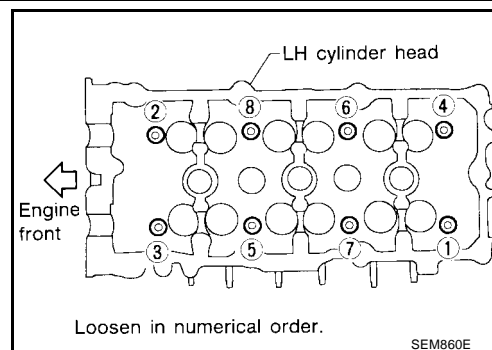 LH cylinder head
② ⑧ ⑥ ④
Engine
front
③ ⑤ ⑦ ①
Loosen in numerical order.
SEM860E